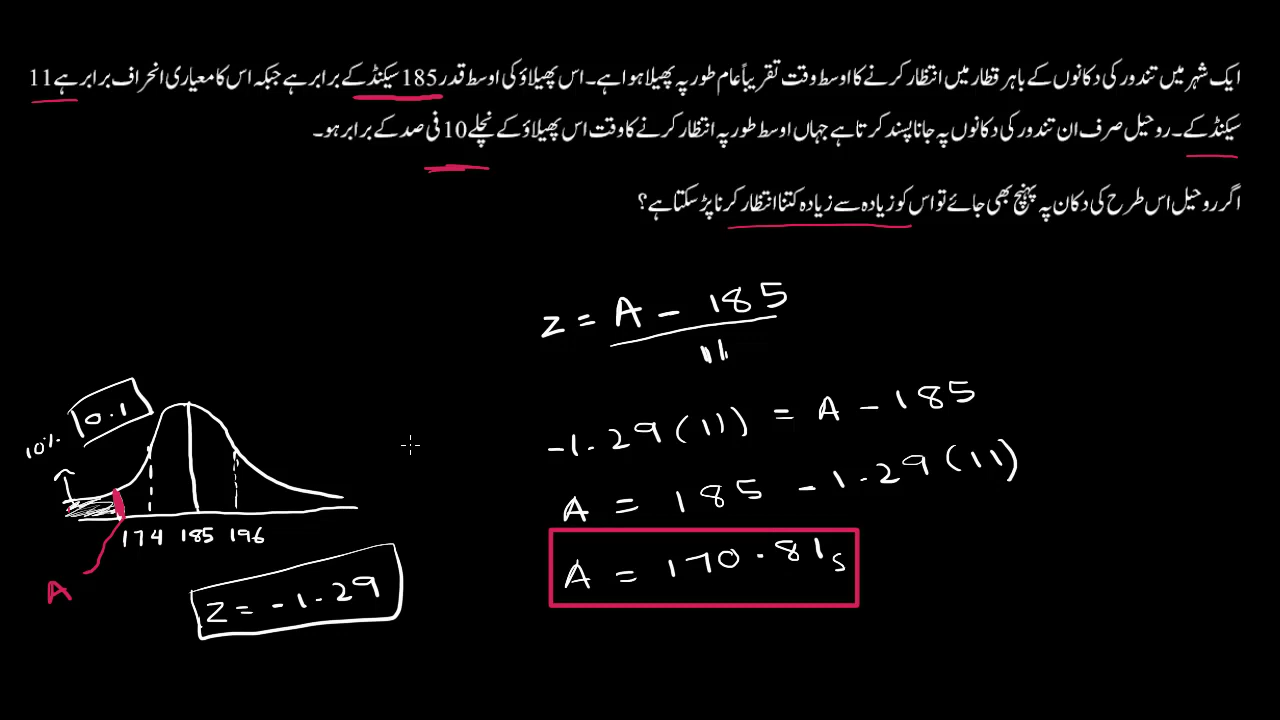 ایک شہر میں تندور کی دکانوں کے باہر قطار میں انتظار کرنے کا اوسط وقت تقریباً عام طور پہ پھیلا ہوا ہے۔ اس پھیلاؤ کی اوسط قدر 185 سیکنڈ کے برابر ہے جبکہ اس کا معیاری انحراف برابر ہے 11
سیکنڈ کے۔ روحیل صرف ان تندور کی دکانوں پہ جانا پسند کرتا ہے جہاں اوسط طور پہ انتظار کرنے کا وقت اس پھیلاؤ کے نچلے 10 فی صد کے برابر ہو۔
اگر روحیل اس طرح کی دکان پہ پہنچ بھی جائے تو اس کو زیادہ سے زیادہ کتنا انتظار کرنا پڑ سکتا ہے؟
z = A - 185
11
-1.29 (11) = A - 185
A = 185 - 1.29 (11)
A = 170.81s
0.1
10%
174 185 196
A
Z = -1.29